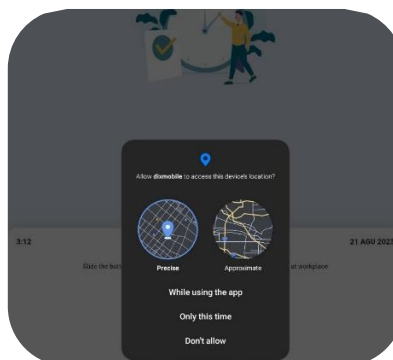 Allow dixmobile to access this device's location?
Precise
Approximate
3:12
21 AGU 2023
Slide the butt
at workplace
While using the app
Only this time
Don't allow